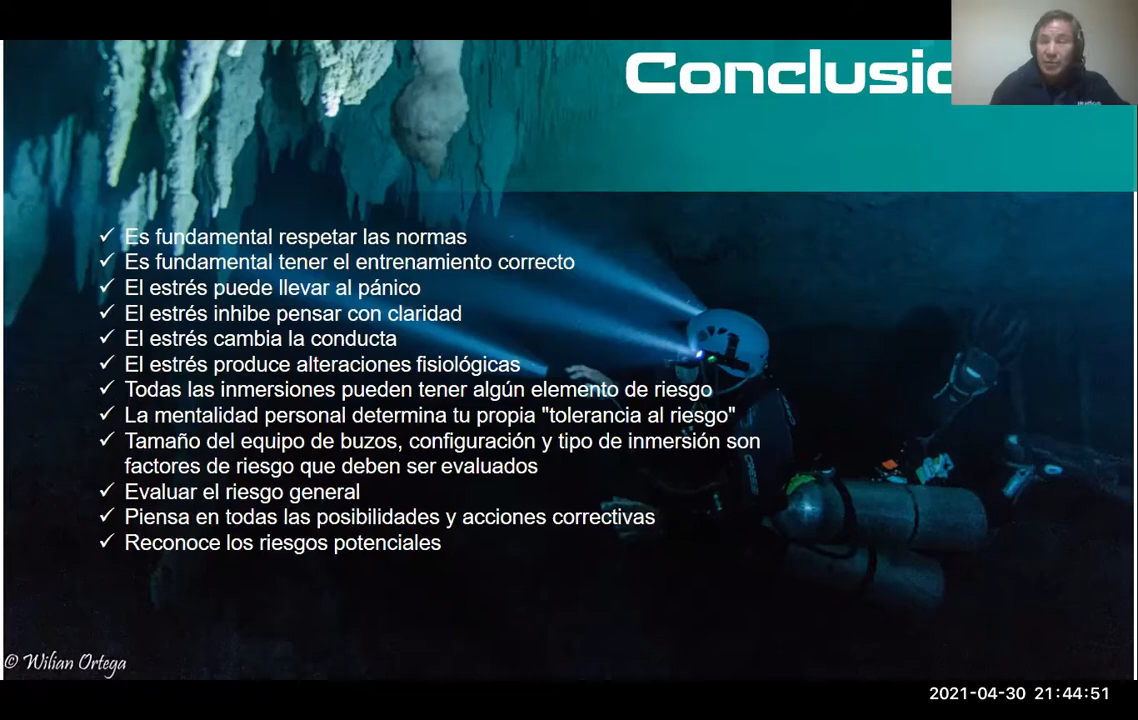 Conclusio
✓ Es fundamental respetar las normas
✓ Es fundamental tener el entrenamiento correcto
✓ El estrés puede llevar al pánico
✓ El estrés inhibe pensar con claridad
✓ El estrés cambia la conducta
✓ El estrés produce alteraciones fisiológicas
✓ Todas las inmersiones pueden tener algún elemento de riesgo
✓ La mentalidad personal determina tu propia "tolerancia al riesgo"
✓ Tamaño del equipo de buzos, configuración y tipo de inmersión son
factores de riesgo que deben ser evaluados
✓ Evaluar el riesgo general
✓ Piensa en todas las posibilidades y acciones correctivas
✓ Reconoce los riesgos potenciales
CRESSI
© Wilian Ortega
2021-04-30 21:44:51